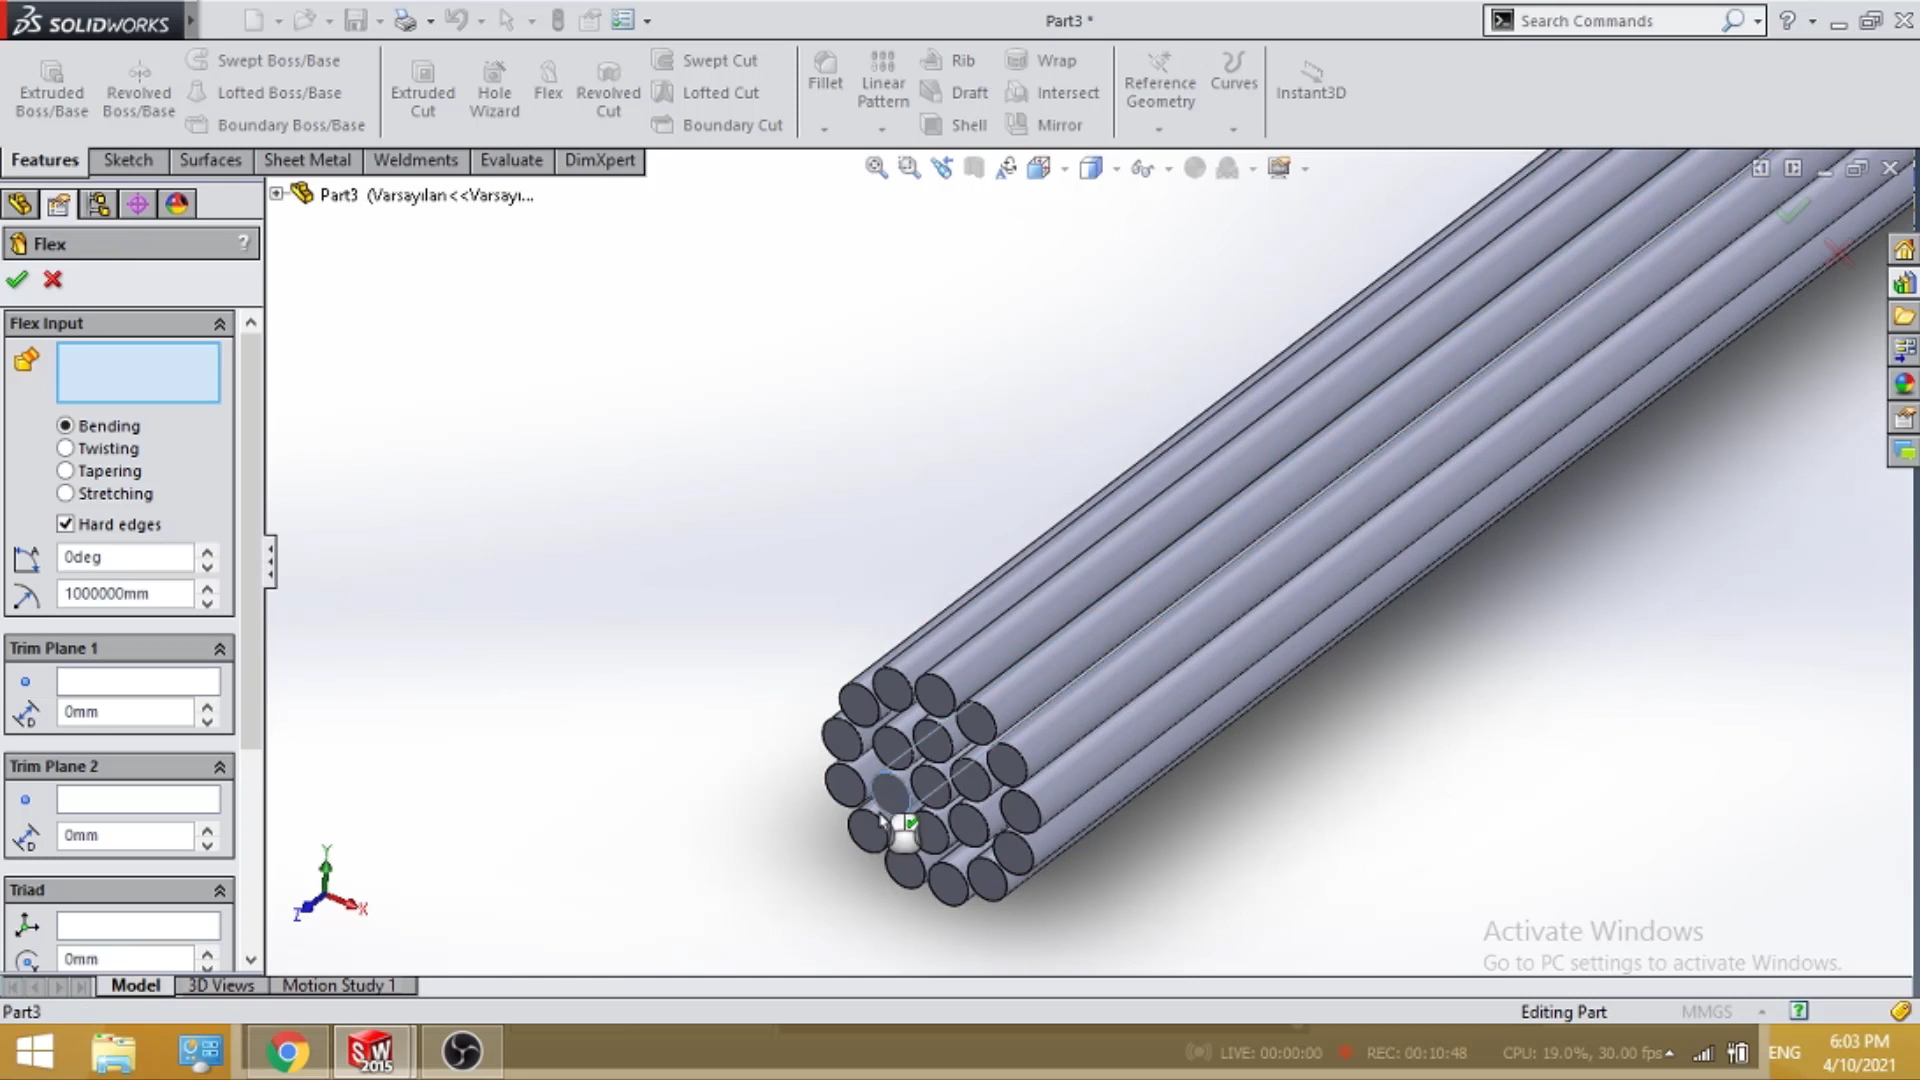 SOLIDWORKS
Part3 *
Search Commands
Extruded Boss/Base
Revolved Boss/Base
Swept Boss/Base
Lofted Boss/Base
Boundary Boss/Base
Extruded Cut
Hole Wizard
Flex
Revolved Cut
Swept Cut
Lofted Cut
Boundary Cut
Fillet
Linear Pattern
Rib
Draft
Shell
Wrap
Intersect
Mirror
Reference Geometry
Curves
Instant3D
Features
Sketch
Surfaces
Sheet Metal
Weldments
Evaluate
DimXpert
Part3 (Varsayılan<<Varsayı...
Flex
?
Flex Input
Bending
Twisting
Tapering
Stretching
Hard edges
0deg
1000000mm
Trim Plane 1
0mm
Trim Plane 2
0mm
Triad
0mm
Y
X
Z
Activate Windows
Go to PC settings to activate Windows.
Model
3D Views
Motion Study 1
Part3
Editing Part
MMGS
?
SW
2015
LIVE: 00:00:00
REC: 00:10:48
CPU: 19.0%, 30.00 fps
ENG
6:03 PM
4/10/2021